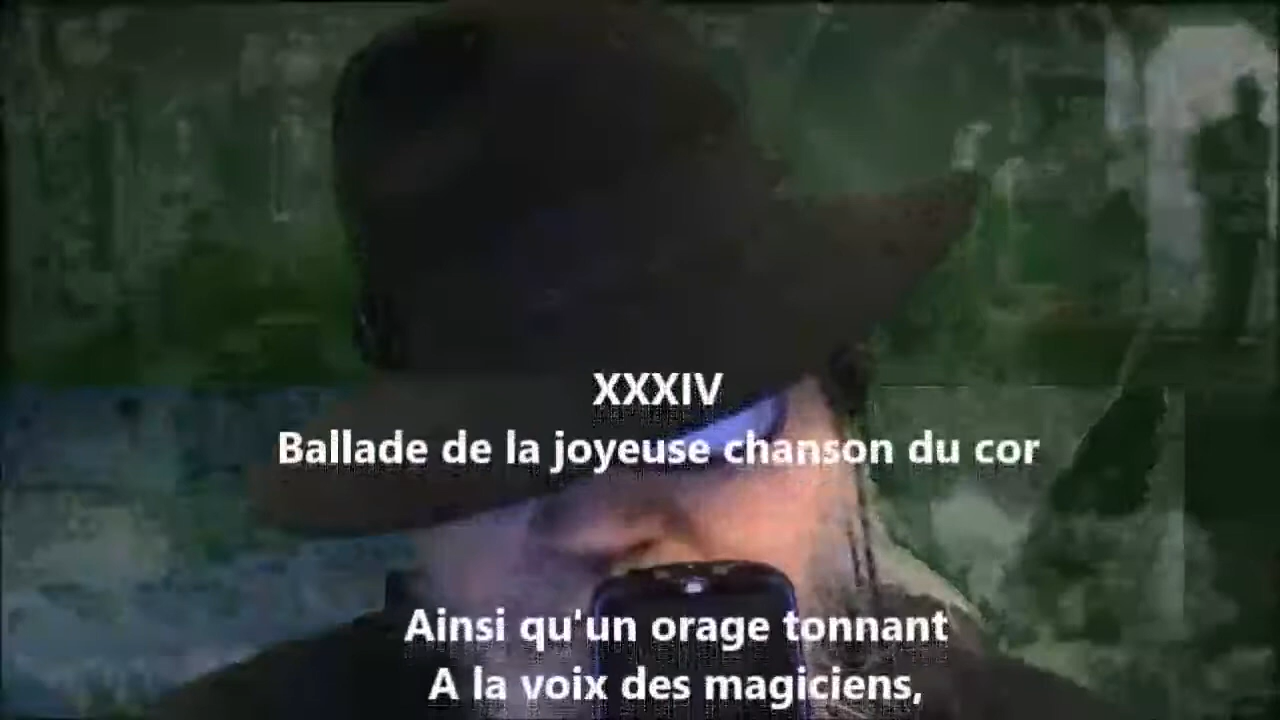 XXXIV
Ballade de la joyeuse chanson du cor
Ainsi qu'un orage tonnant
A la voix des magiciens,